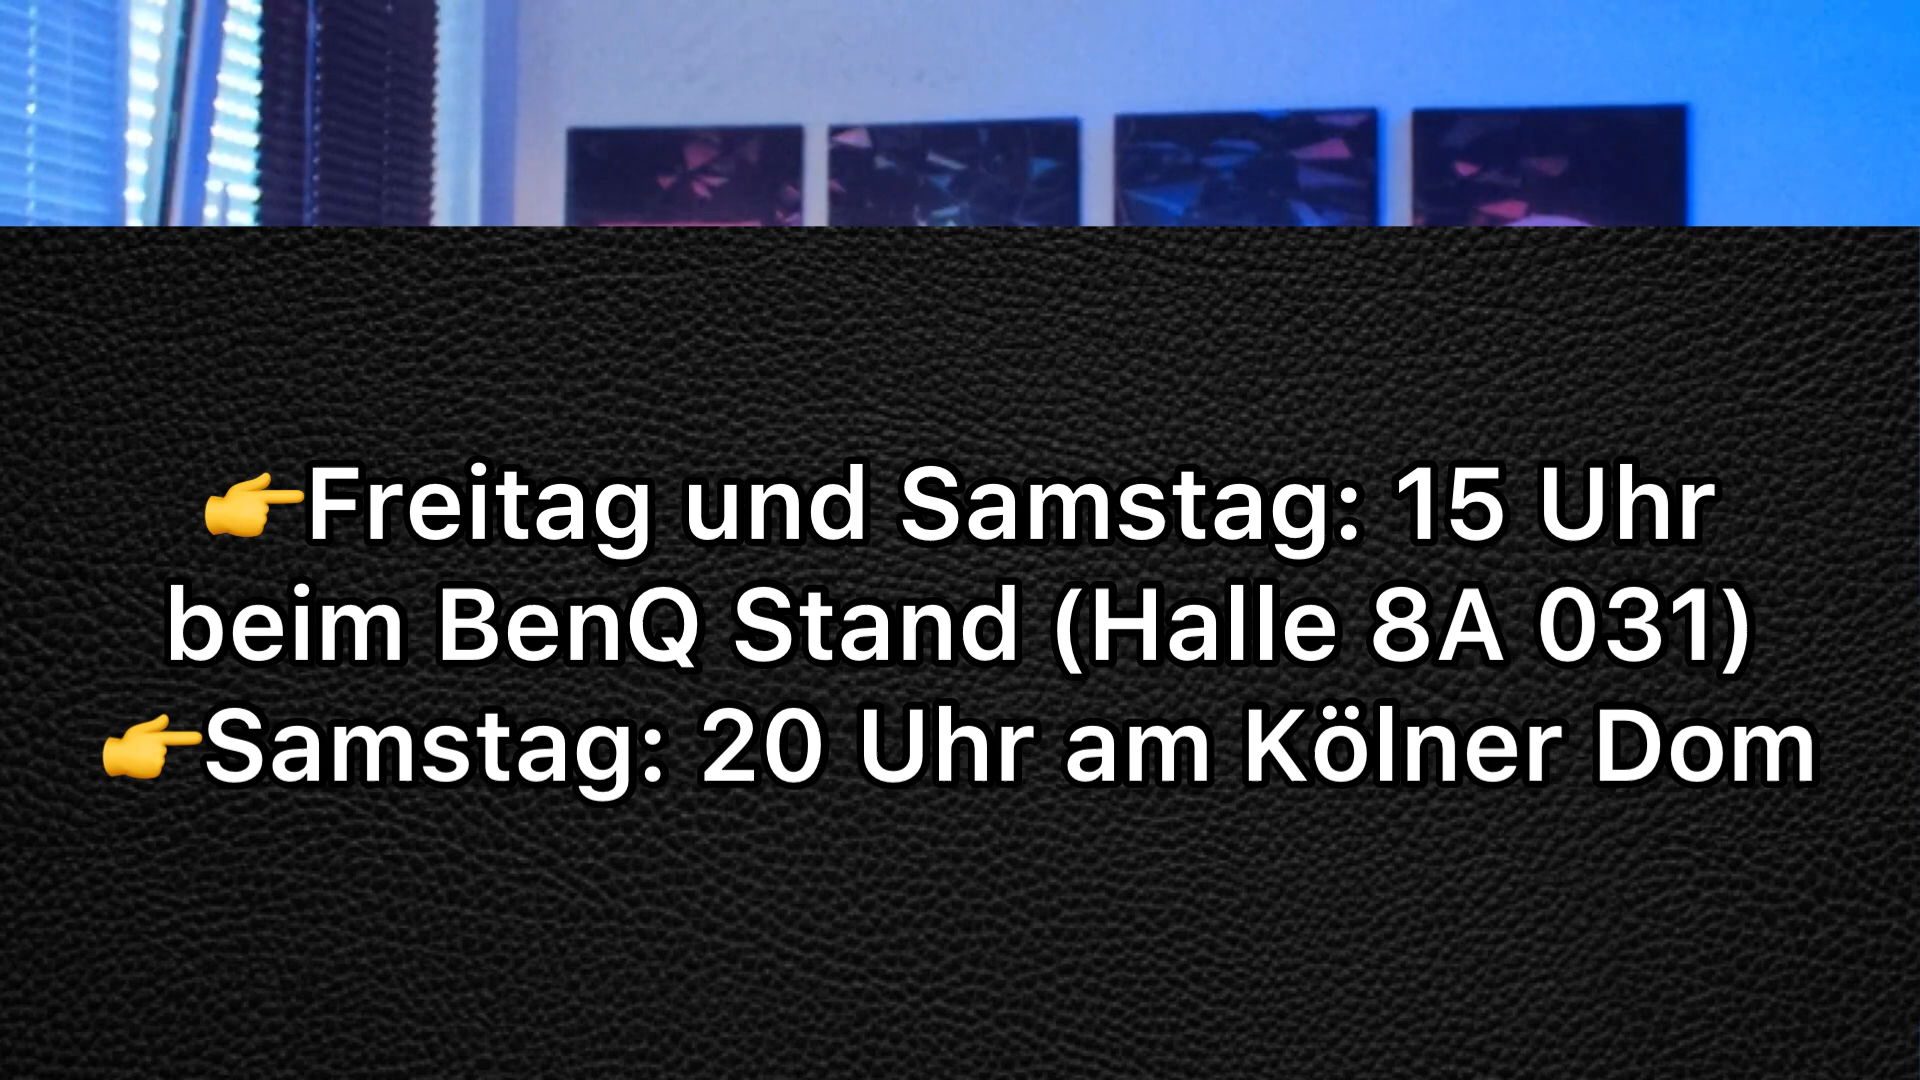 👉Freitag und Samstag: 15 Uhr
beim BenQ Stand (Halle 8A 031)
👉Samstag: 20 Uhr am Kölner Dom